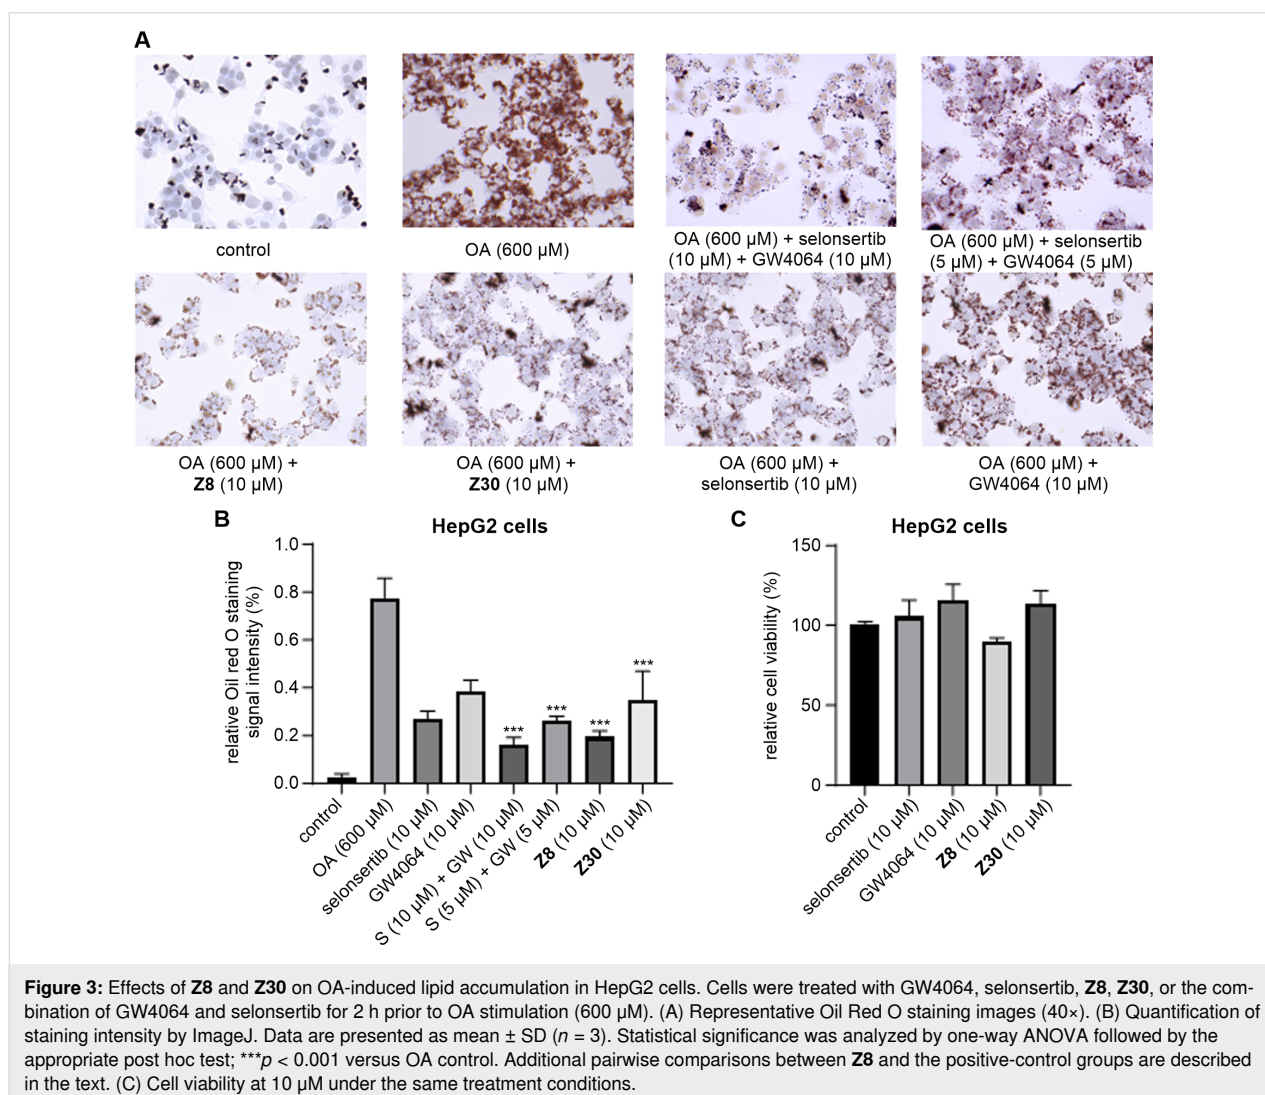 A
control
OA (600 μM)
OA (600 μM) + selonsertib
(10 μM) + GW4064 (10 μM)
OA (600 μM) + selonsertib
(5 μM) + GW4064 (5 μM)
OA (600 μM) +
Z8 (10 μM)
OA (600 μM) +
Z30 (10 μM)
OA (600 μM) +
selonsertib (10 μM)
OA (600 μM) +
GW4064 (10 μM)
B
HepG2 cells
relative Oil red O staining
signal intensity (%)
1.0
0.8
0.6
0.4
0.2
0.0
***
***
***
***
control
OA (600 μM)
selonsertib (10 μM)
GW4064 (10 μM)
S (10 μM) + GW (10 μM)
S (5 μM) + GW (5 μM)
Z8 (10 μM)
Z30 (10 μM)
C
HepG2 cells
relative cell viability (%)
150
100
50
0
control
selonsertib (10 μM)
GW4064 (10 μM)
Z8 (10 μM)
Z30 (10 μM)
Figure 3: Effects of Z8 and Z30 on OA-induced lipid accumulation in HepG2 cells. Cells were treated with GW4064, selonsertib, Z8, Z30, or the com-
bination of GW4064 and selonsertib for 2 h prior to OA stimulation (600 μM). (A) Representative Oil Red O staining images (40×). (B) Quantification of
staining intensity by ImageJ. Data are presented as mean ± SD (n = 3). Statistical significance was analyzed by one-way ANOVA followed by the
appropriate post hoc test; ***p < 0.001 versus OA control. Additional pairwise comparisons between Z8 and the positive-control groups are described
in the text. (C) Cell viability at 10 μM under the same treatment conditions.